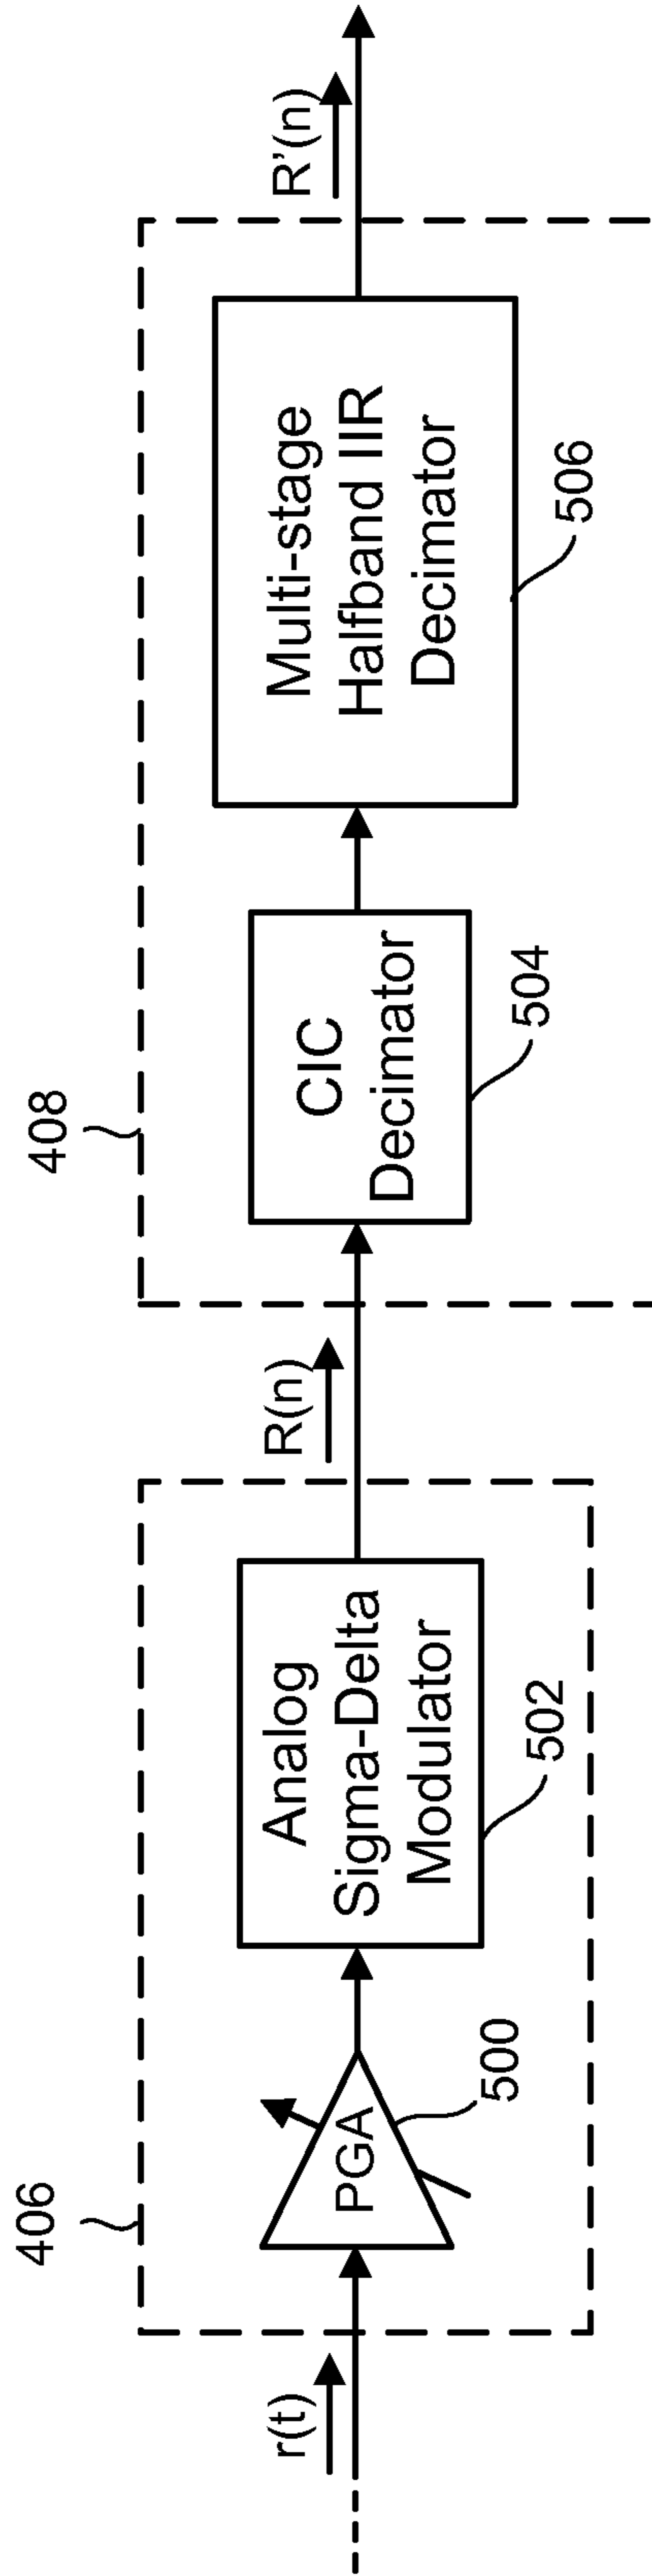 406
408
r(t)
PGA
500
Analog
Sigma-Delta
Modulator
502
R(n)
CIC
Decimator
504
Multi-stage
Halfband IIR
Decimator
506
R’(n)